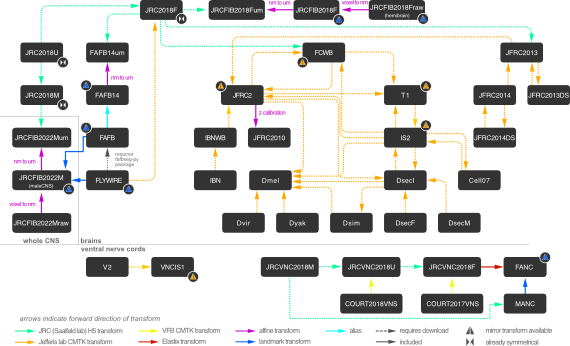 JRC2018F
JRCFIB2018Fum
nm to um
JRCFIB2018F
voxel to nm
JRCFIB2018Fraw
(hemibrain)
JRC2018U
FAFB14um
FCWB
JFRC2013
nm to um
JRC2018M
FAFB14
JFRC2
T1
JFRC2014
JFRC2013DS
z calibration
JRCFIB2022Mum
FAFB
IBNWB
JFRC2010
IS2
JFRC2014DS
nm to um
requires
fafbseg-py
package
JRCFIB2022M
(maleCNS)
FLYWIRE
IBN
Dmel
DsecI
Cell07
voxel to nm
JRCFIB2022Mraw
Dvir
Dyak
Dsim
DsecF
DsecM
whole CNS
brains
ventral nerve cords
V2
VNCIS1
JRCVNC2018M
JRCVNC2018U
JRCVNC2018F
FANC
COURT2018VNS
COURT2017VNS
MANC
arrows indicate forward direction of transform
JRC (Saalfeld lab) H5 transform
VFB CMTK transform
affine transform
alias
requires download
mirror transform available
Jefferis lab CMTK transform
Elastix transform
landmark transform
included
already symmetrical